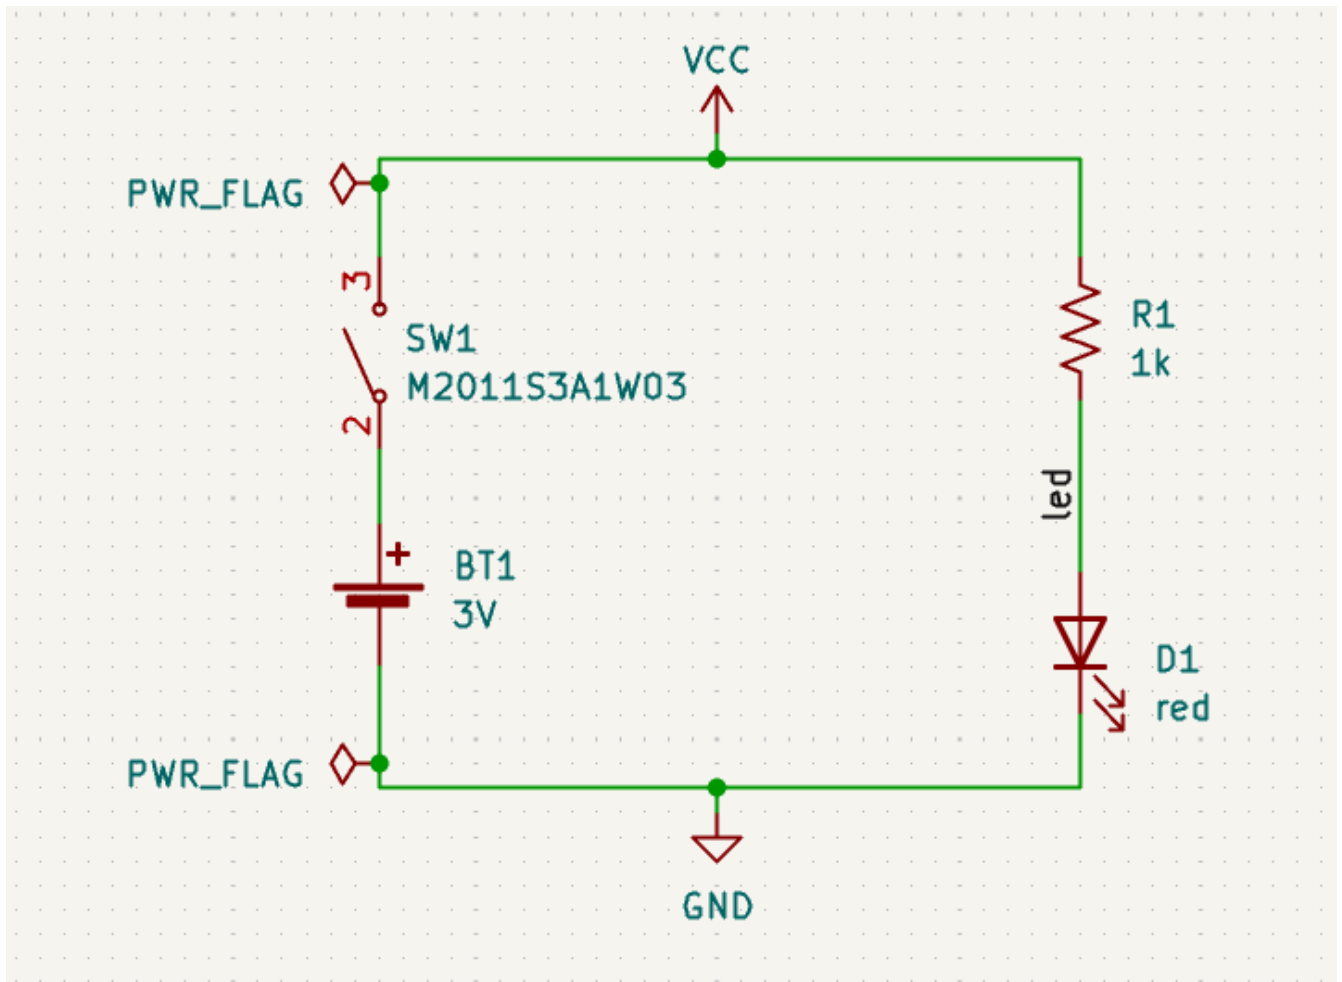 VCC
PWR_FLAG
3
SW1
M2011S3A1W03
2
R1
1k
led
+
BT1
3V
D1
red
PWR_FLAG
GND